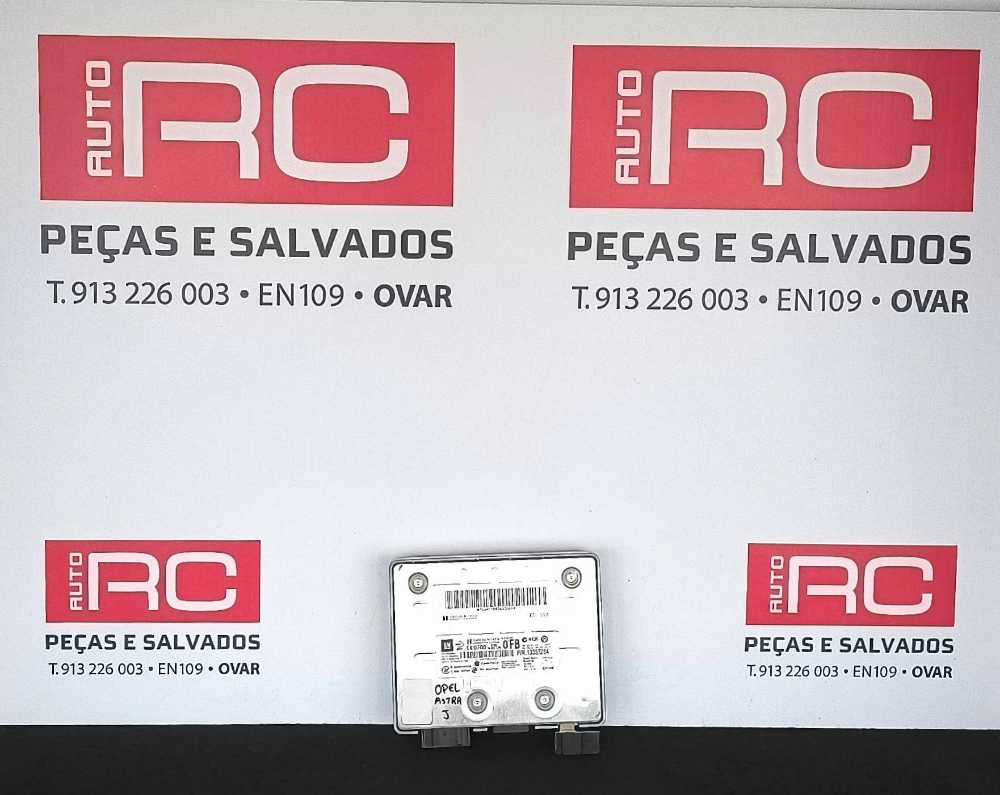 AUTO RC
PEÇAS E SALVADOS
T. 913 226 003 • EN109 • OVAR
AUTO RC
PEÇAS E SALVADOS
T. 913 226 003 • EN109 • OVAR
AUTO RC
PEÇAS E SALVADOS
T. 913 226 003 • EN109 • OVAR
GM
0FB
OPEL
ASTRA
J
AUTO RC
PEÇAS E SALVADOS
T. 913 226 003 • EN109 • OVAR